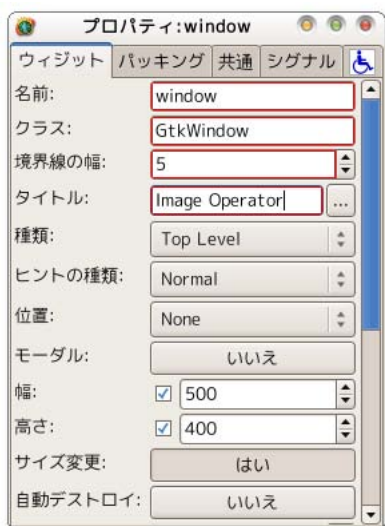 プロパティ:window
ウィジット パッキング 共通 シグナル
名前: window
クラス: GtkWindow
境界線の幅: 5
タイトル: Image Operator ...
種類: Top Level
ヒントの種類: Normal
位置: None
モーダル: いいえ
幅: 500
高さ: 400
サイズ変更: はい
自動デストロイ: いいえ